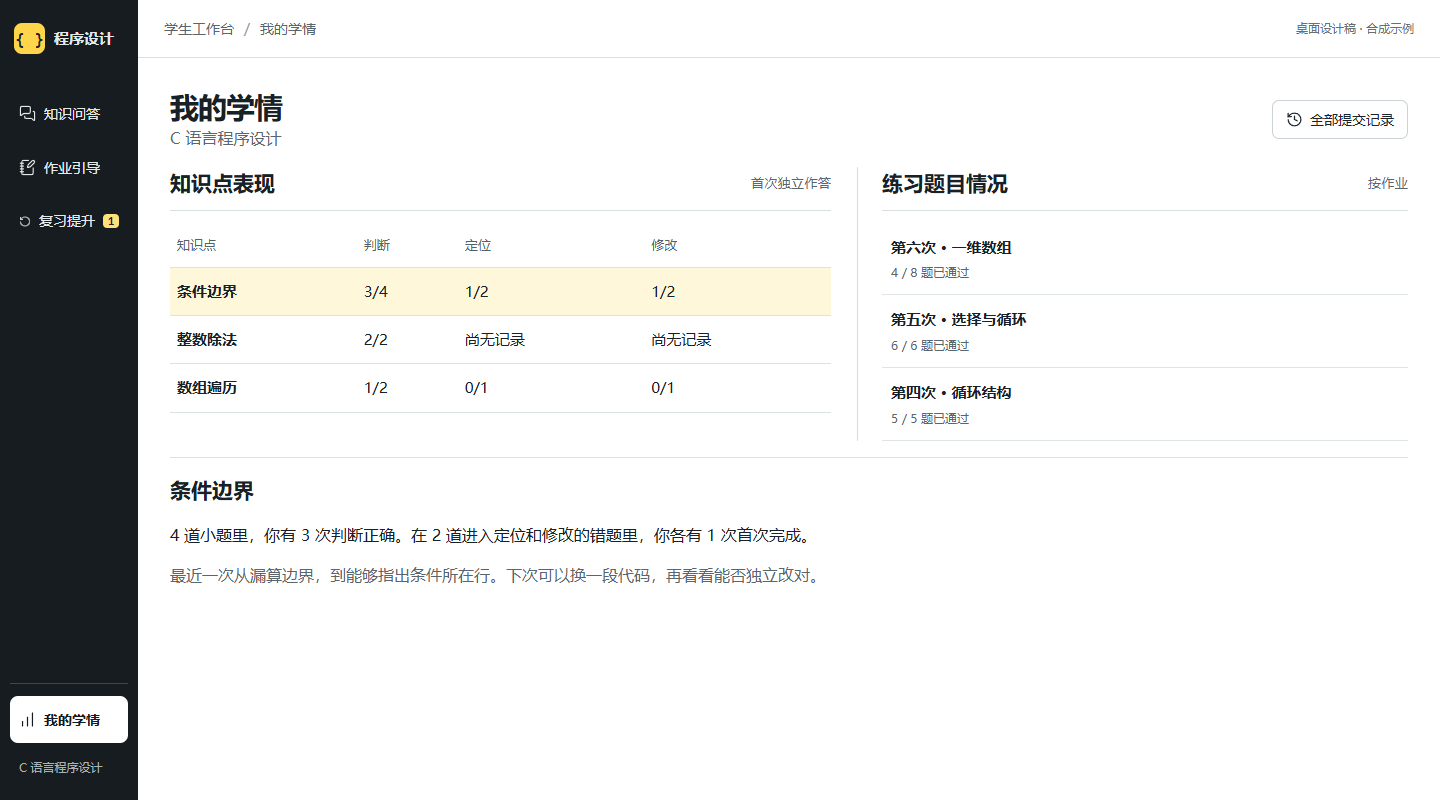 { } 程序设计
知识问答
作业引导
复习提升 1
我的学情
C 语言程序设计
学生工作台 / 我的学情
桌面设计稿 · 合成示例
我的学情
C 语言程序设计
全部提交记录
知识点表现 首次独立作答
知识点 判断 定位 修改
条件边界 3/4 1/2 1/2
整数除法 2/2 尚无记录 尚无记录
数组遍历 1/2 0/1 0/1
练习题目情况 按作业
第六次 • 一维数组
4 / 8 题已通过
第五次 • 选择与循环
6 / 6 题已通过
第四次 • 循环结构
5 / 5 题已通过
条件边界
4 道小题里，你有 3 次判断正确。在 2 道进入定位和修改的错题里，你各有 1 次首次完成。
最近一次从漏算边界，到能够指出条件所在行。下次可以换一段代码，再看看能否独立改对。